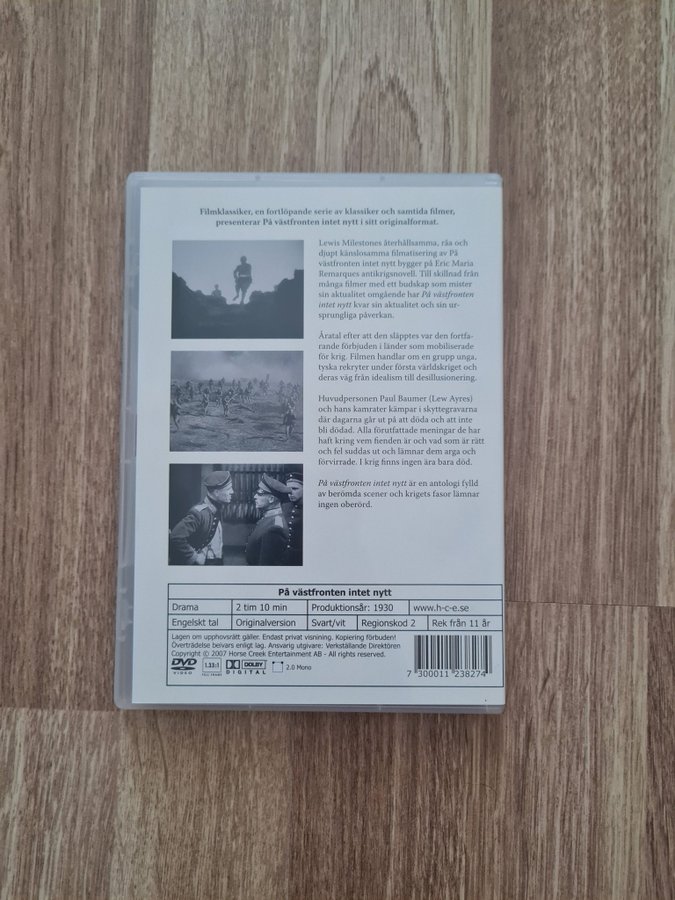 Filmklassiker, en fortlöpande serie av klassiker och samtida filmer,
presenterar På västfronten intet nytt i sitt originalformat.
Lewis Milestones återhållsamma, råa och
djupt känslosamma filmatisering av På
västfronten intet nytt bygger på Eric Maria
Remarques antikrigsnovell. Till skillnad från
många filmer med ett budskap som mister
sin aktualitet omgående har På västfronten
intet nytt kvar sin aktualitet och sin ur-
sprungliga påverkan.
Åratal efter att den släpptes var den fortfa-
rande förbjuden i länder som mobiliserade
för krig. Filmen handlar om en grupp unga,
tyska rekryter under första världskriget och
deras väg från idealism till desillusionering.
Huvudpersonen Paul Baumer (Lew Ayres)
och hans kamrater kämpar i skyttegravarna
där dagarna går ut på att döda och att inte
bli dödad. Alla förutfattade meningar de har
haft kring vem fienden är och vad som är rätt
och fel suddas ut och lämnar dem arga och
förvirrade. I krig finns ingen ära bara död.
På västfronten intet nytt är en antologi fylld
av berömda scener och krigets fasor lämnar
ingen oberörd.
På västfronten intet nytt
Drama 2 tim 10 min Produktionsår: 1930 www.h-c-e.se
Engelskt tal Originalversion Svart/vit Regionskod 2 Rek från 11 år
Lagen om upphovsrätt gäller. Endast privat visning. Kopiering förbjuden!
Överträdelse beivras enligt lag. Ansvarig utgivare: Verkställande Direktören
Copyright © 2007 Horse Creek Entertainment AB - All rights reserved.
DVD VIDEO 1.33:1 FULL FRAME DOLBY DIGITAL 2.0 Mono
7 300011 238274